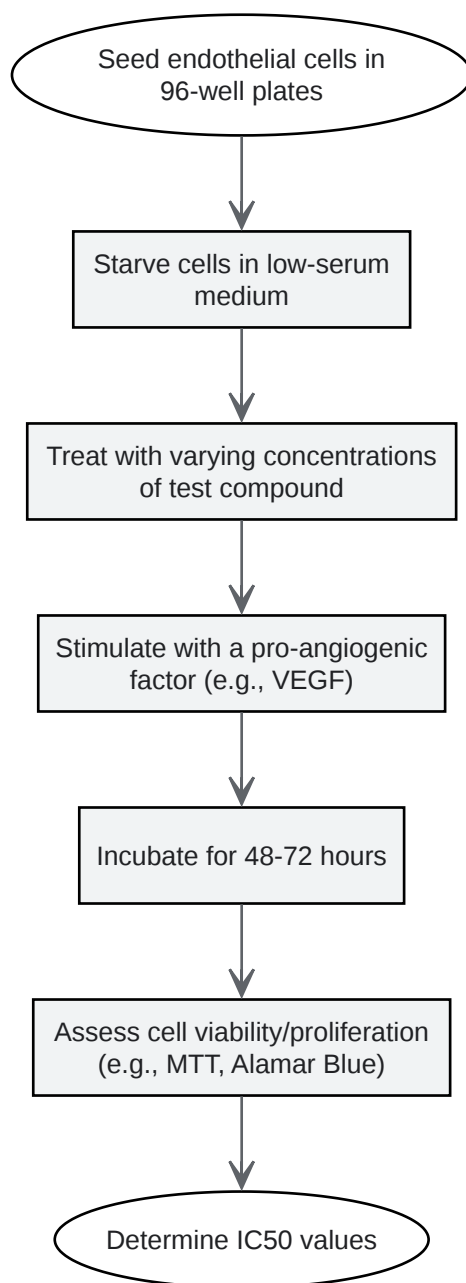 Seed endothelial cells in
96-well plates
Starve cells in low-serum
medium
Treat with varying concentrations
of test compound
Stimulate with a pro-angiogenic
factor (e.g., VEGF)
Incubate for 48-72 hours
Assess cell viability/proliferation
(e.g., MTT, Alamar Blue)
Determine IC50 values